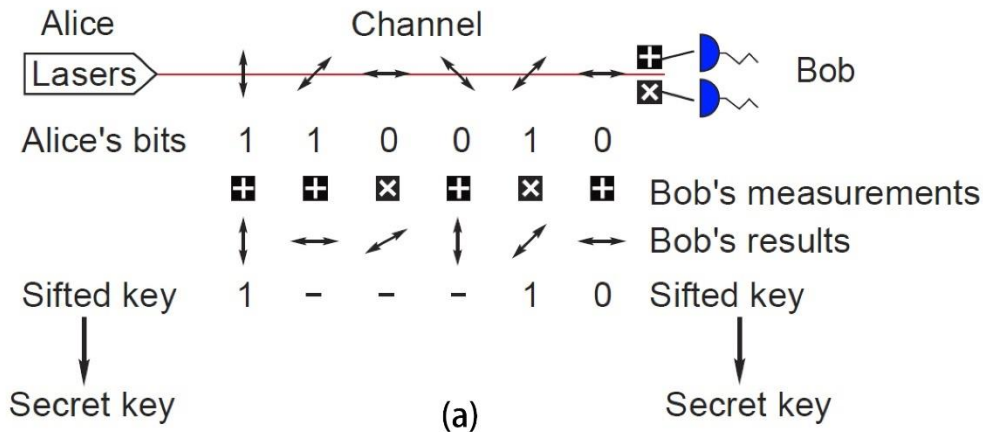 Alice Channel
Lasers Bob
Alice's bits 1 1 0 0 1 0
Bob's measurements
Bob's results
Sifted key 1 - - - 1 0 Sifted key
Secret key (a) Secret key